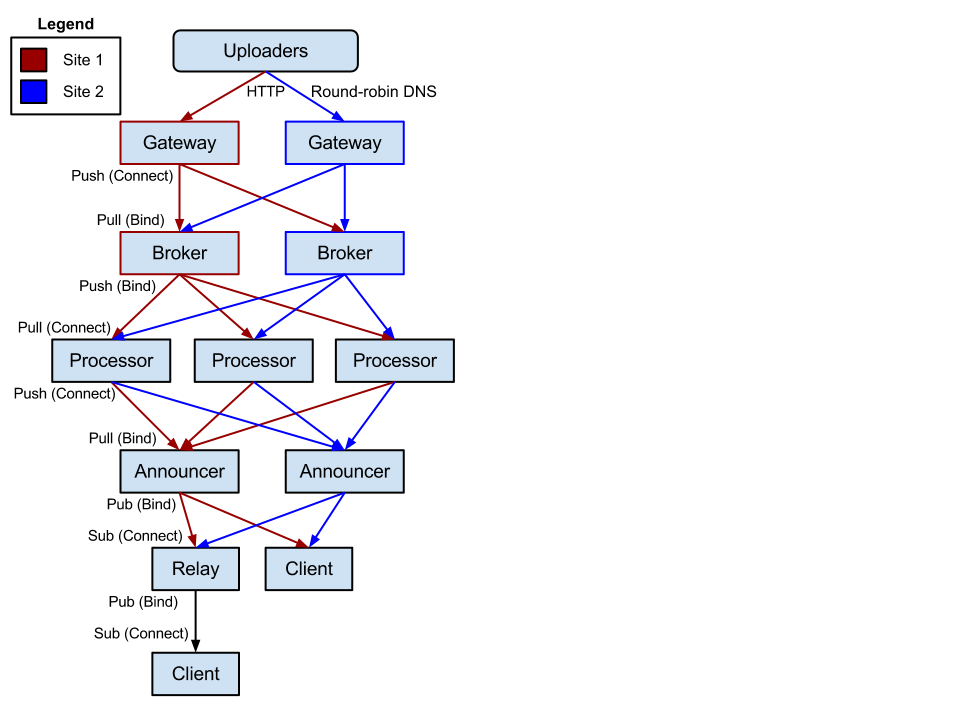 Legend
Site 1
Site 2
Uploaders
HTTP
Round-robin DNS
Gateway
Gateway
Push (Connect)
Pull (Bind)
Broker
Broker
Push (Bind)
Pull (Connect)
Processor
Processor
Processor
Push (Connect)
Pull (Bind)
Announcer
Announcer
Pub (Bind)
Sub (Connect)
Relay
Client
Pub (Bind)
Sub (Connect)
Client